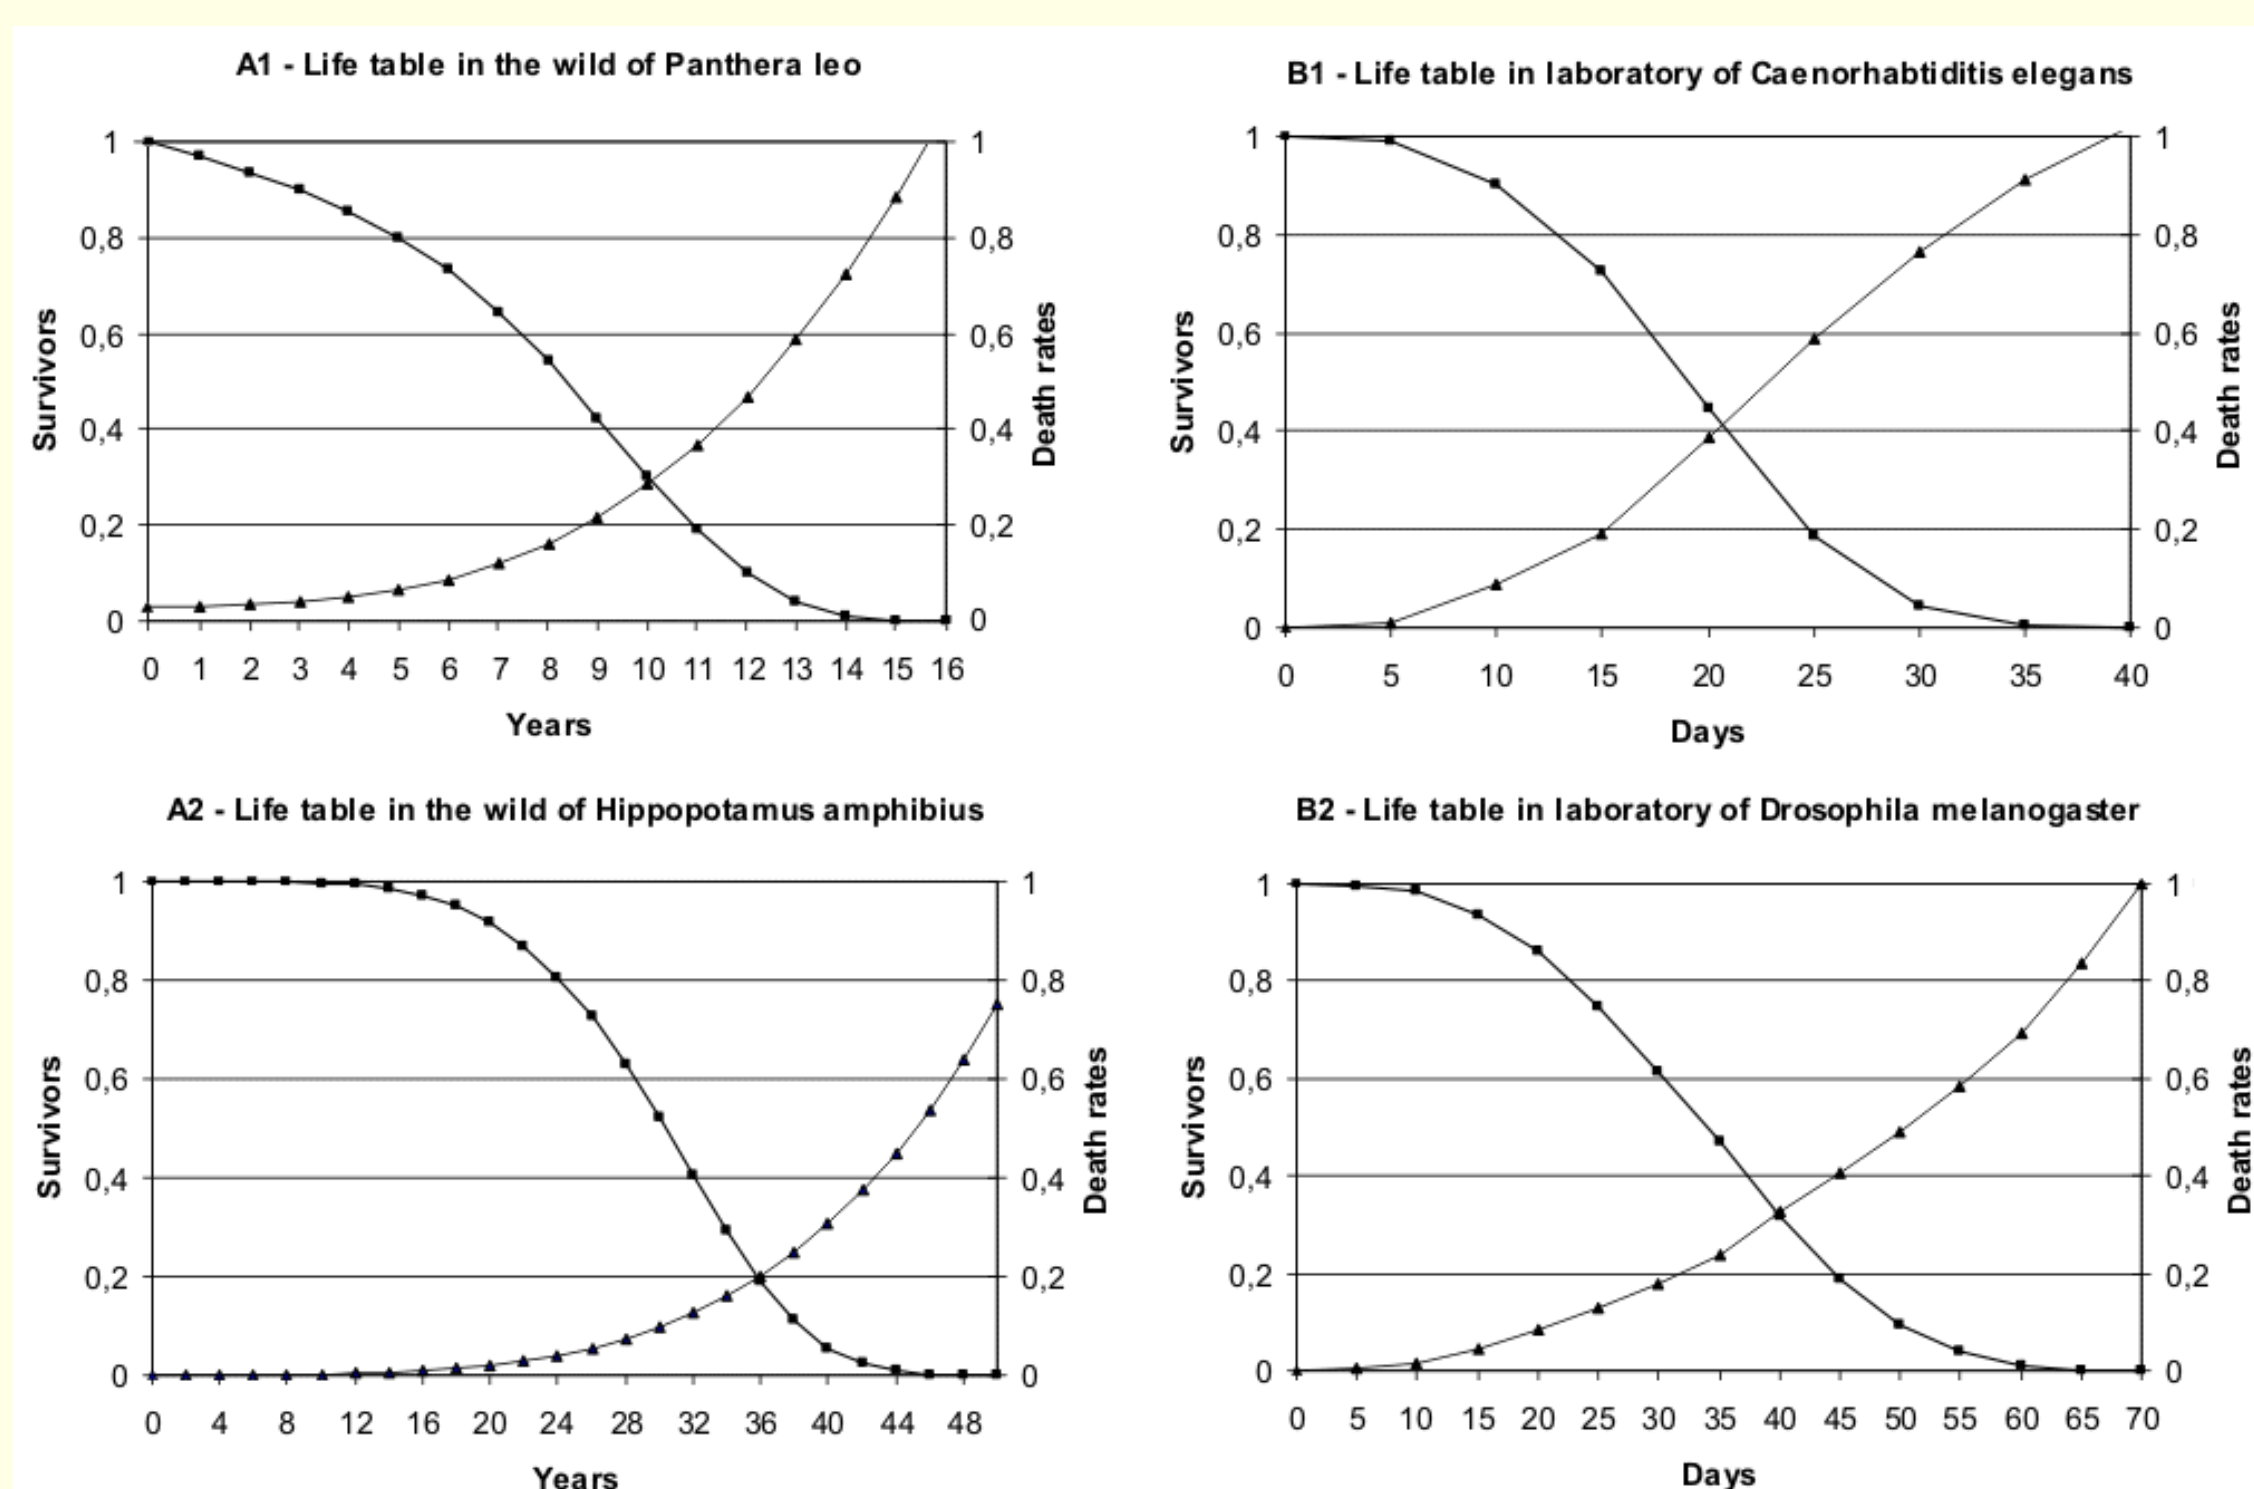 A1 - Life table in the wild of Panthera leo
1
0,8
0,6
0,4
0,2
0
1
0,8
0,6
0,4
0,2
0
Survivors
Death rates
0 1 2 3 4 5 6 7 8 9 10 11 12 13 14 15 16
Years
B1 - Life table in laboratory of Caenorhabtiditis elegans
1
0,8
0,6
0,4
0,2
0
1
0,8
0,6
0,4
0,2
0
Survivors
Death rates
0 5 10 15 20 25 30 35 40
Days
A2 - Life table in the wild of Hippopotamus amphibius
1
0,8
0,6
0,4
0,2
0
1
0,8
0,6
0,4
0,2
0
Survivors
Death rates
0 4 8 12 16 20 24 28 32 36 40 44 48
Years
B2 - Life table in laboratory of Drosophila melanogaster
1
0,8
0,6
0,4
0,2
0
1
0,8
0,6
0,4
0,2
0
Survivors
Death rates
0 5 10 15 20 25 30 35 40 45 50 55 60 65 70
Days